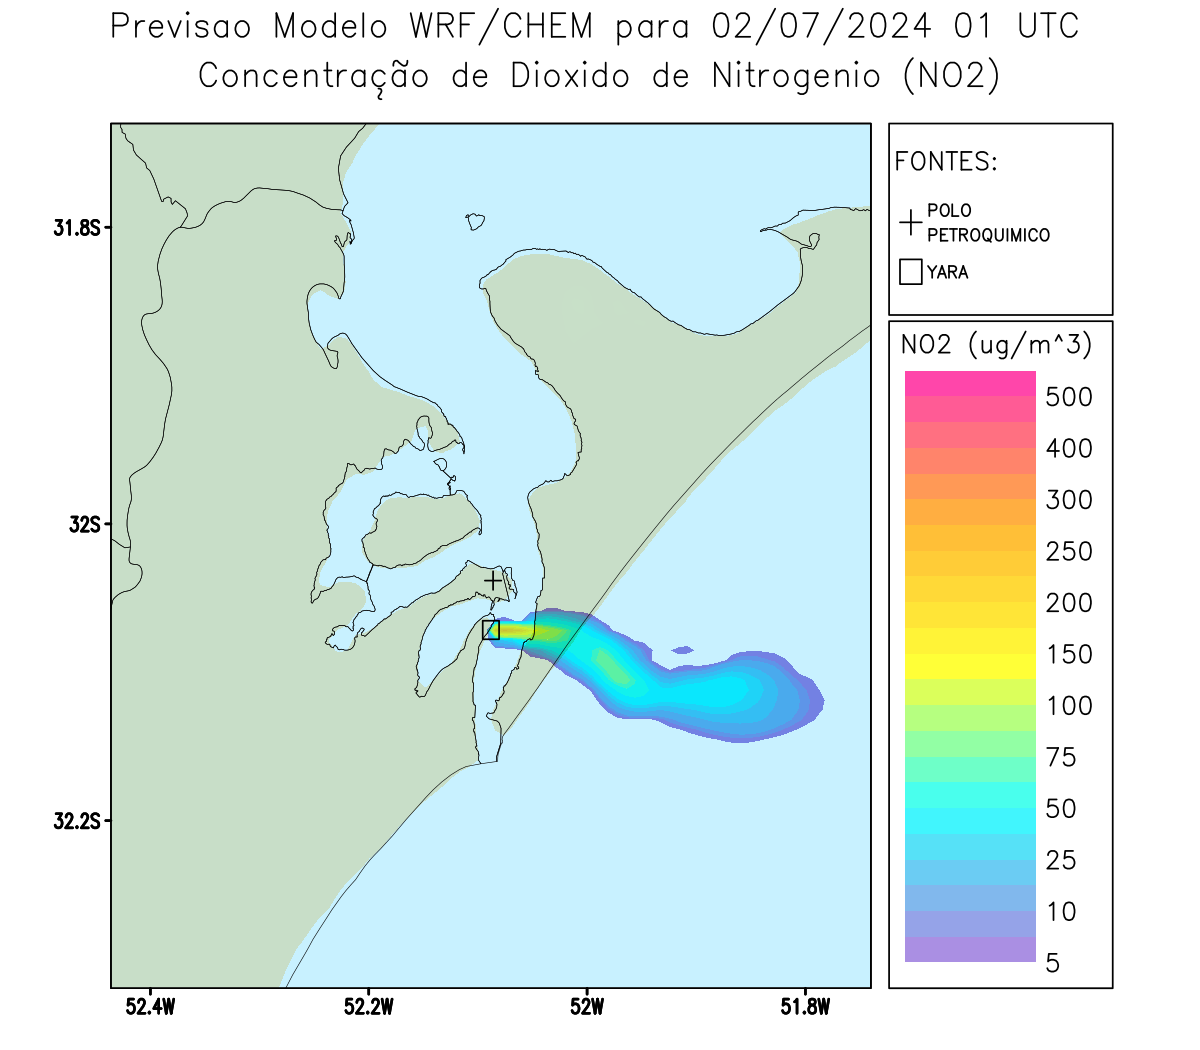 Previsao Modelo WRF/CHEM para 02/07/2024 01 UTC
Concentração de Dioxido de Nitrogenio (NO2)
FONTES:
POLO
PETROQUIMICO
YARA
NO2 (ug/m^3)
500
400
300
250
200
150
100
75
50
25
10
5
31.8S
32S
32.2S
52.4W
52.2W
52W
51.8W